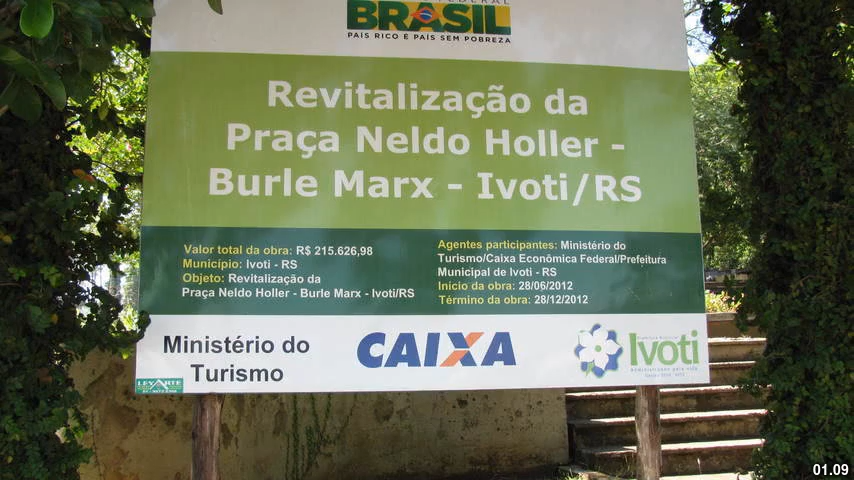 FEDERAL
BRASIL
PAÍS RICO É PAÍS SEM POBREZA
Revitalização da
Praça Neldo Holler -
Burle Marx - Ivoti/RS
Valor total da obra: R$ 215.626,98
Município: Ivoti - RS
Objeto: Revitalização da
Praça Neldo Holler - Burle Marx - Ivoti/RS
Agentes participantes: Ministério do
Turismo/Caixa Econômica Federal/Prefeitura
Municipal de Ivoti - RS
Início da obra: 28/06/2012
Término da obra: 28/12/2012
Ministério do
Turismo
CAIXA
Ivoti
LEVARTE
01.09